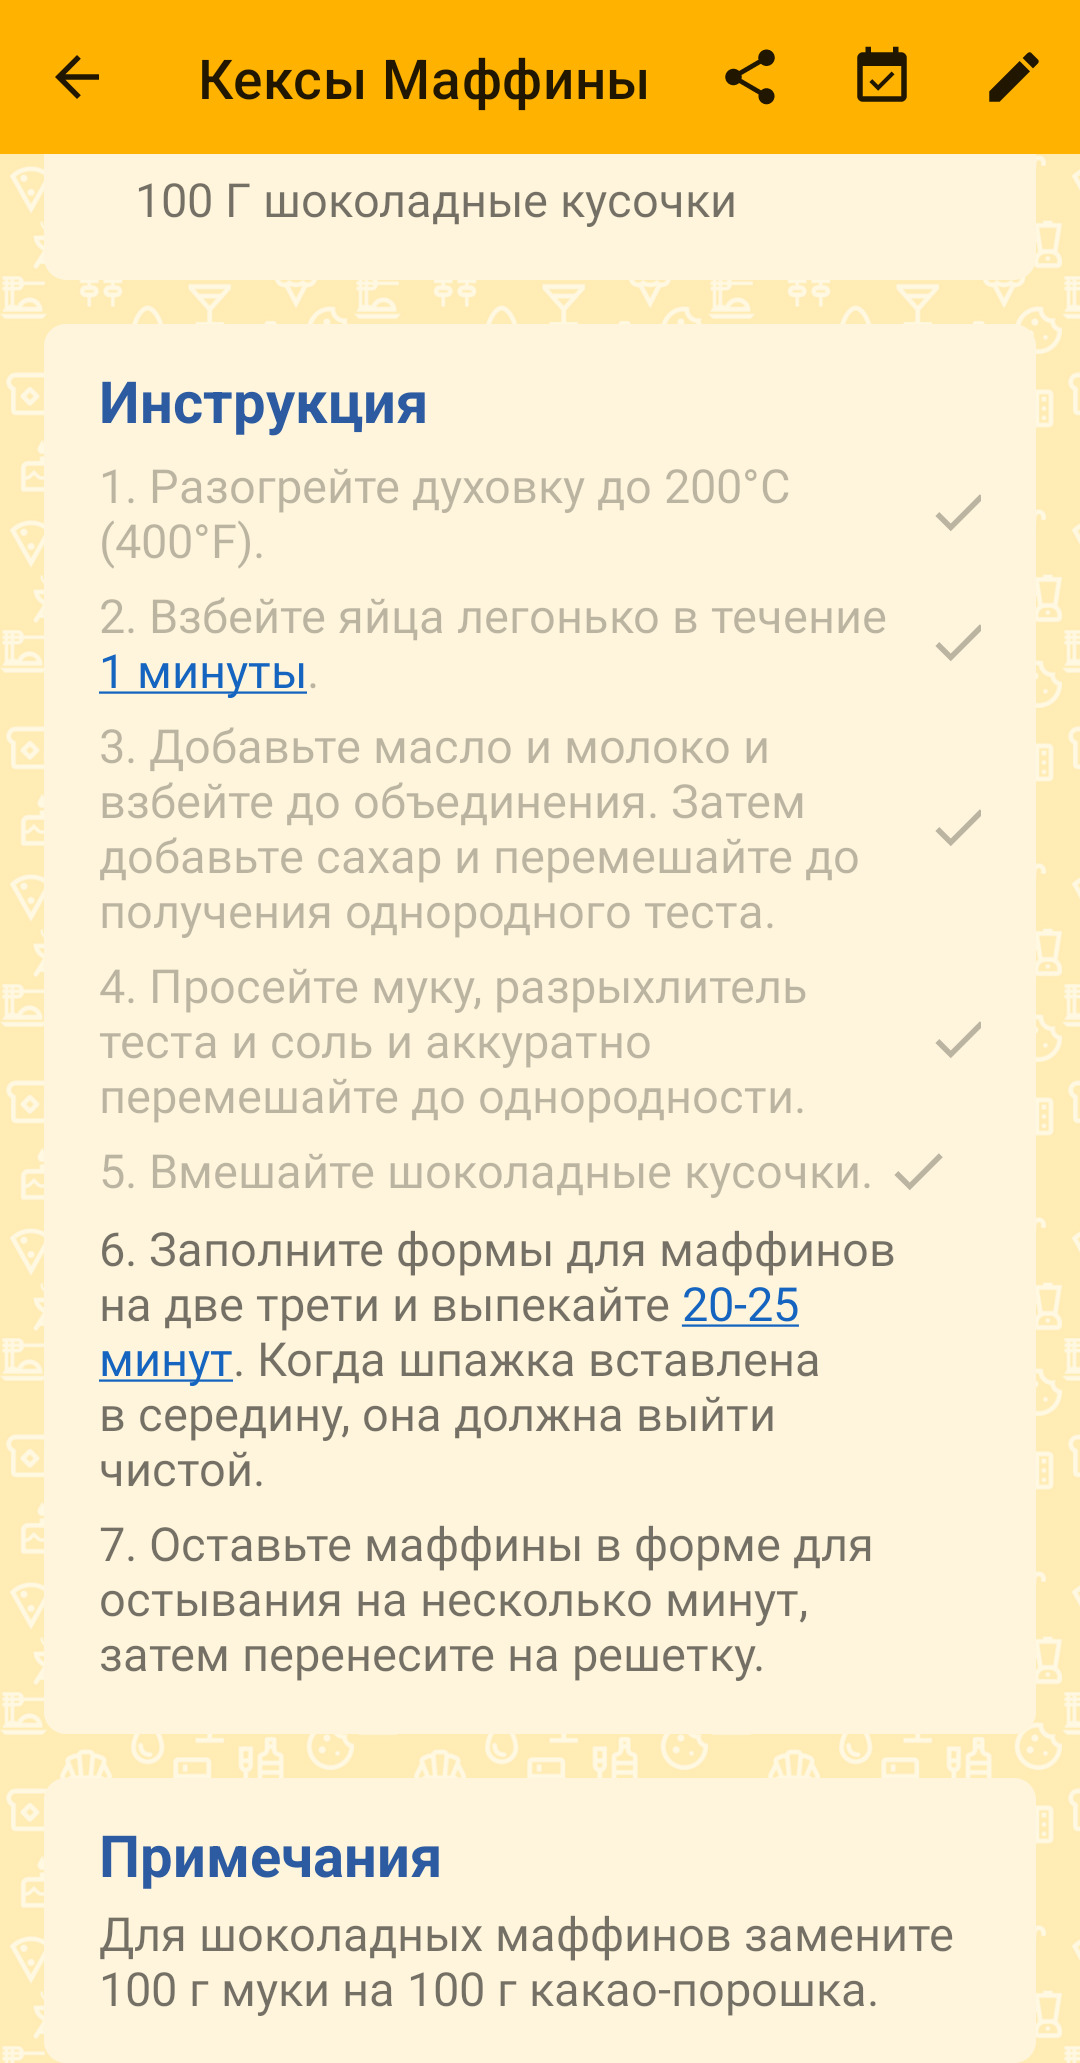 Кексы Маффины
100 Г шоколадные кусочки
Инструкция
1. Разогрейте духовку до 200°C
(400°F).
2. Взбейте яйца легонько в течение
1 минуты.
3. Добавьте масло и молоко и
взбейте до объединения. Затем
добавьте сахар и перемешайте до
получения однородного теста.
4. Просейте муку, разрыхлитель
теста и соль и аккуратно
перемешайте до однородности.
5. Вмешайте шоколадные кусочки.
6. Заполните формы для маффинов
на две трети и выпекайте 20-25
минут. Когда шпажка вставлена
в середину, она должна выйти
чистой.
7. Оставьте маффины в форме для
остывания на несколько минут,
затем перенесите на решетку.
Примечания
Для шоколадных маффинов замените
100 г муки на 100 г какао-порошка.